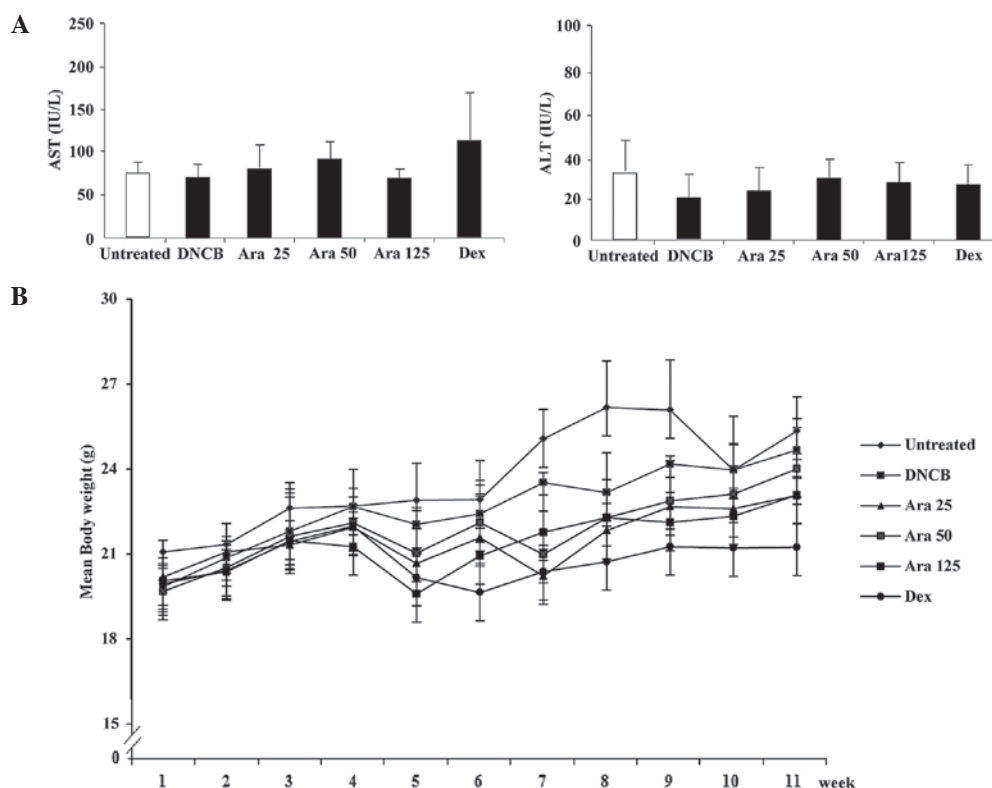 A
AST (IU/L)
250
200
150
100
50
0
Untreated DNCB Ara 25 Ara 50 Ara 125 Dex
ALT (IU/L)
100
80
60
40
20
0
Untreated DNCB Ara 25 Ara 50 Ara125 Dex
B
Mean Body weight (g)
30
27
24
21
18
15
0
1 2 3 4 5 6 7 8 9 10 11 week
Untreated
DNCB
Ara 25
Ara 50
Ara 125
Dex